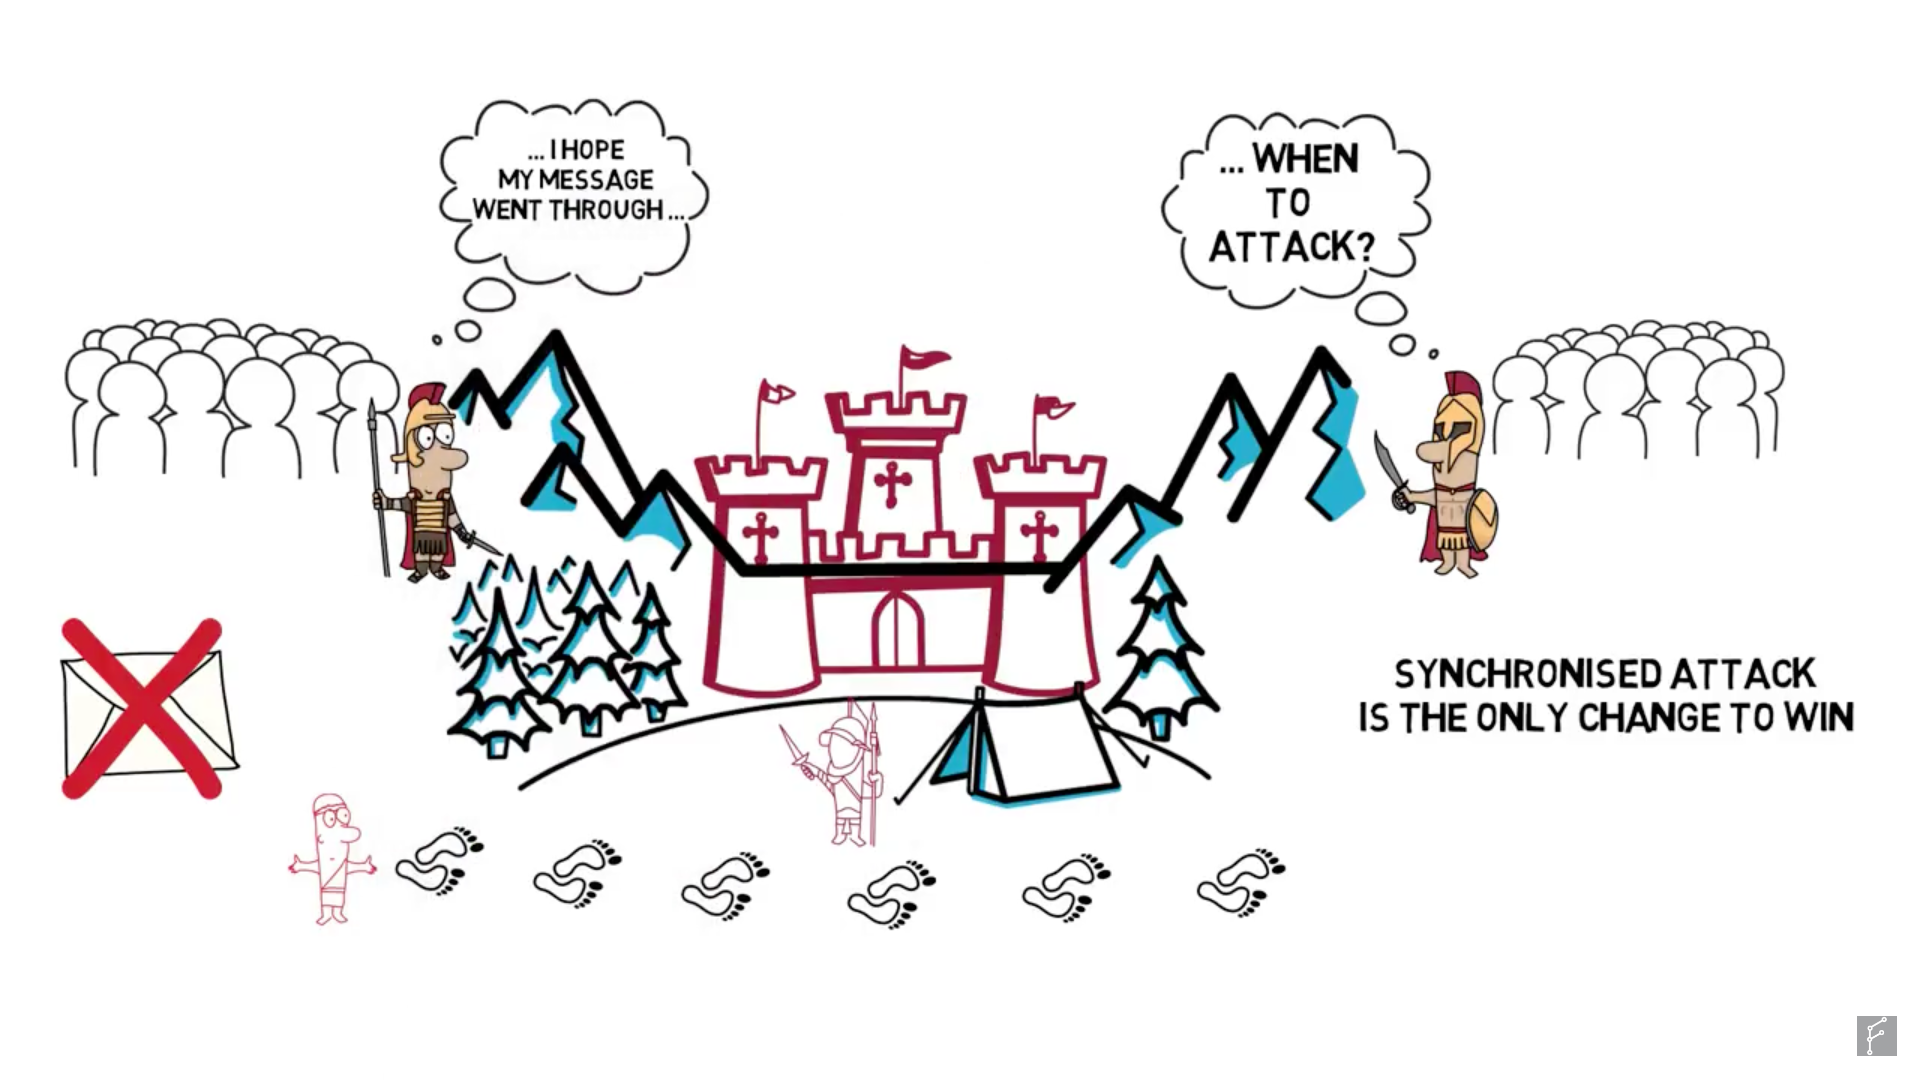 ... I HOPE
MY MESSAGE
WENT THROUGH ...
... WHEN
TO
ATTACK?
SYNCHRONISED ATTACK
IS THE ONLY CHANGE TO WIN